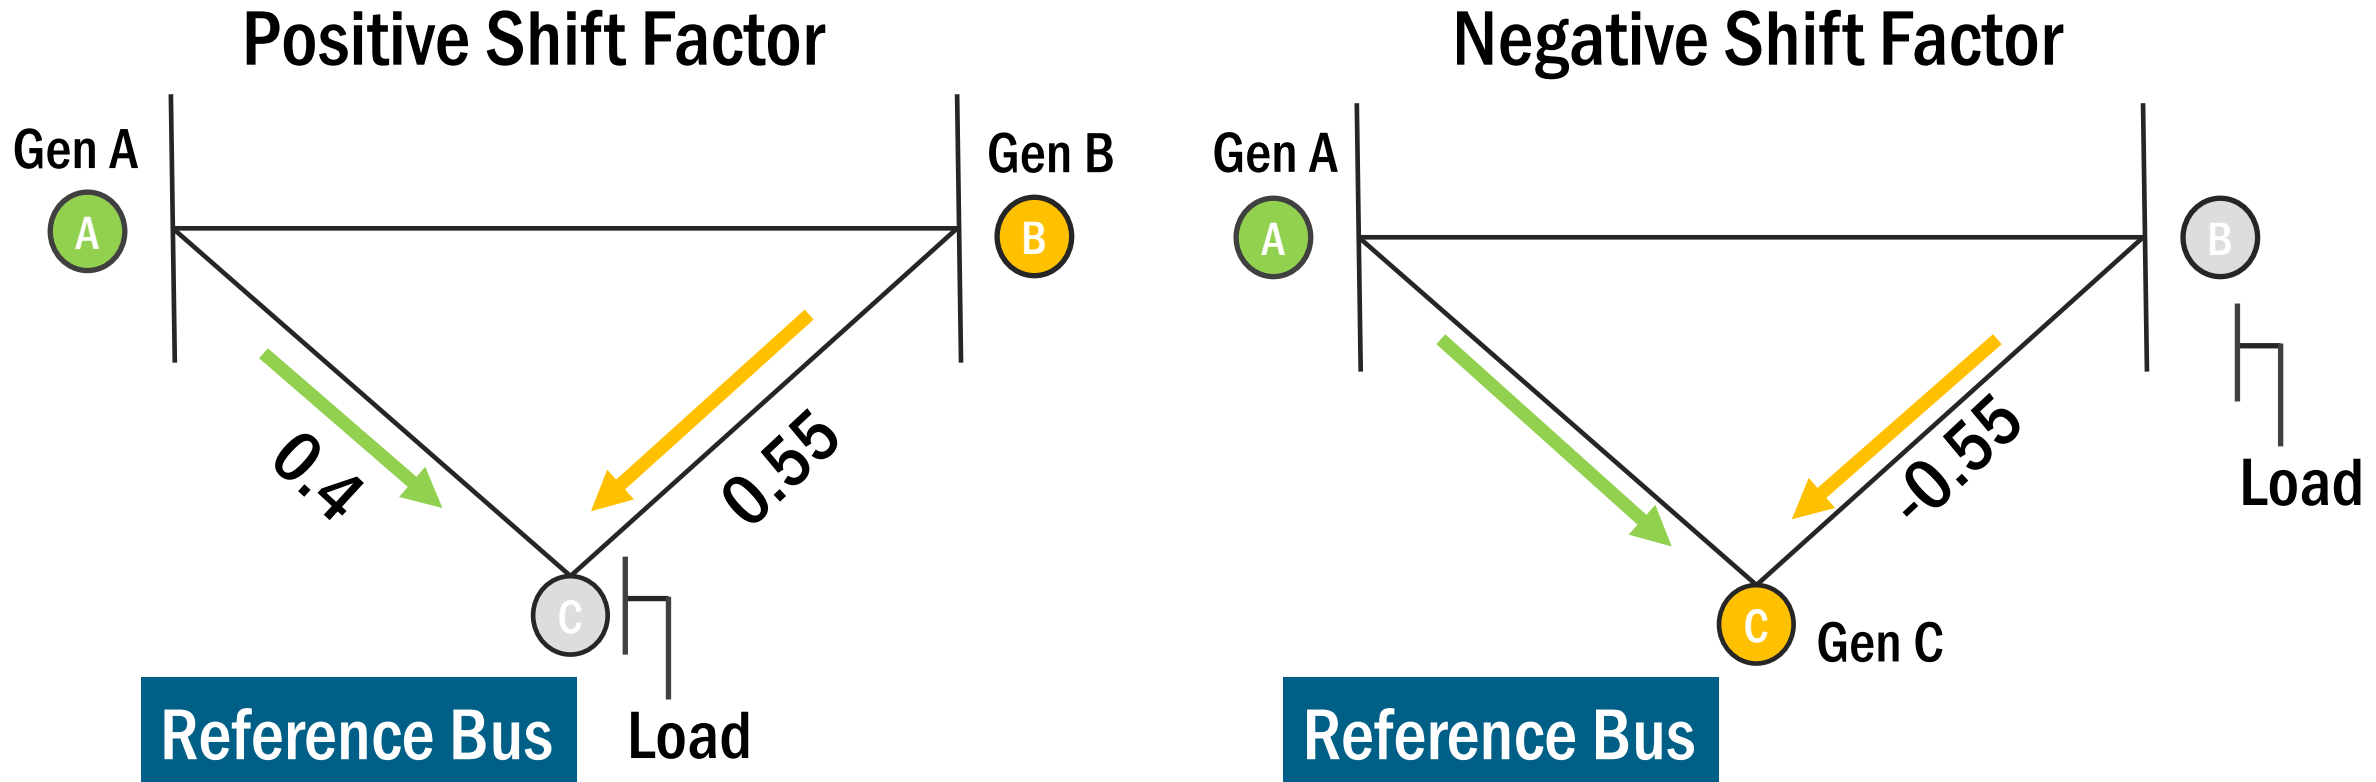 Positive Shift Factor
Gen A
A
Gen B
B
0.4
0.55
C
Load
Reference Bus
Negative Shift Factor
Gen A
A
B
Load
-0.55
C
Gen C
Reference Bus